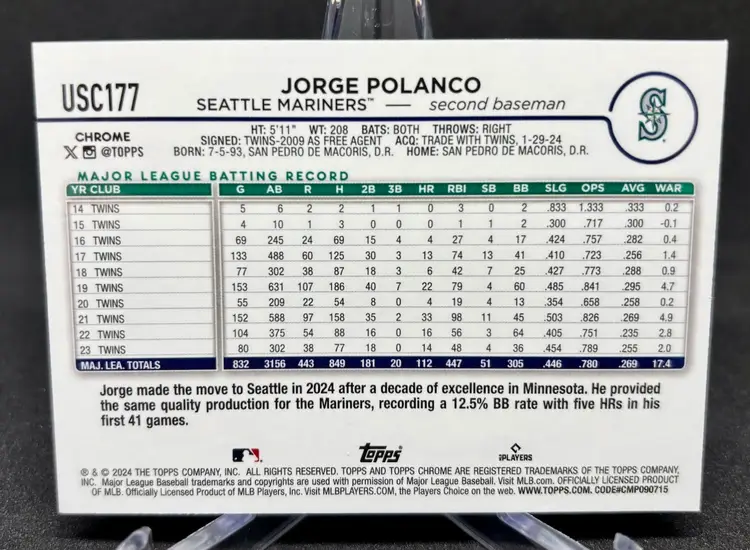 USC177
JORGE POLANCO
SEATTLE MARINERS™ — second baseman
S
CHROME
X @TOPPS
HT: 5'11" WT: 208 BATS: BOTH THROWS: RIGHT
SIGNED: TWINS-2009 AS FREE AGENT ACQ: TRADE WITH TWINS, 1-29-24
BORN: 7-5-93, SAN PEDRO DE MACORIS, D.R. HOME: SAN PEDRO DE MACORIS, D.R.
MAJOR LEAGUE BATTING RECORD
YR CLUB G AB R H 2B 3B HR RBI SB BB SLG OPS AVG WAR
14 TWINS 5 6 2 2 1 1 0 3 0 2 .833 1.333 .333 0.2
15 TWINS 4 10 1 3 0 0 0 1 1 2 .300 .717 .300 -0.1
16 TWINS 69 245 24 69 15 4 4 27 4 17 .424 .757 .282 0.4
17 TWINS 133 488 60 125 30 3 13 74 13 41 .410 .723 .256 1.4
18 TWINS 77 302 38 87 18 3 6 42 7 25 .427 .773 .288 0.9
19 TWINS 153 631 107 186 40 7 22 79 4 60 .485 .841 .295 4.7
20 TWINS 55 209 22 54 8 0 4 19 4 13 .354 .658 .258 0.2
21 TWINS 152 588 97 158 35 2 33 98 11 45 .503 .826 .269 4.9
22 TWINS 104 375 54 88 16 0 16 56 3 64 .405 .751 .235 2.8
23 TWINS 80 302 38 77 18 0 14 48 4 36 .454 .789 .255 2.0
MAJ. LEA. TOTALS 832 3156 443 849 181 20 112 447 51 305 .446 .780 .269 17.4
Jorge made the move to Seattle in 2024 after a decade of excellence in Minnesota. He provided
the same quality production for the Mariners, recording a 12.5% BB rate with five HRs in his
first 41 games.
Topps
iPLAYERS
® & © 2024 THE TOPPS COMPANY, INC. ALL RIGHTS RESERVED. TOPPS AND TOPPS CHROME ARE REGISTERED TRADEMARKS OF THE TOPPS COMPANY,
INC. Major League Baseball trademarks and copyrights are used with permission of Major League Baseball. Visit MLB.com. OFFICIALLY LICENSED PRODUCT
OF MLB. Officially Licensed Product of MLB Players, Inc. Visit MLBPLAYERS.COM, the Players Choice on the web. WWW.TOPPS.COM. CODE#CMP090715